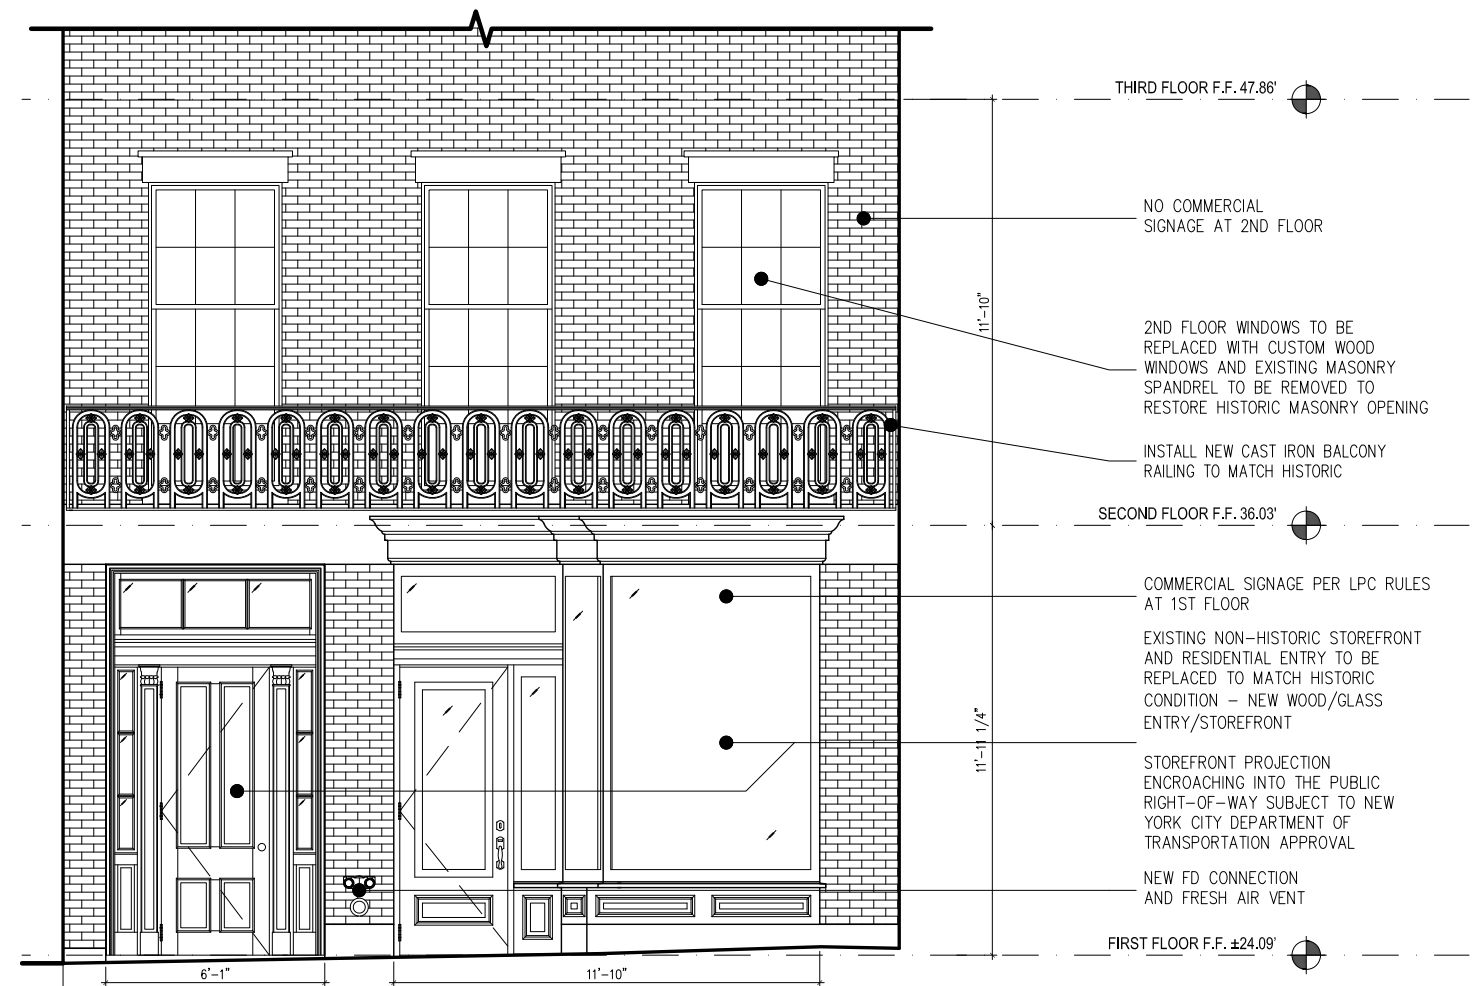 THIRD FLOOR F.F. 47.86'
NO COMMERCIAL
SIGNAGE AT 2ND FLOOR
11'-10"
2ND FLOOR WINDOWS TO BE
REPLACED WITH CUSTOM WOOD
WINDOWS AND EXISTING MASONRY
SPANDREL TO BE REMOVED TO
RESTORE HISTORIC MASONRY OPENING
INSTALL NEW CAST IRON BALCONY
RAILING TO MATCH HISTORIC
SECOND FLOOR F.F. 36.03'
COMMERCIAL SIGNAGE PER LPC RULES
AT 1ST FLOOR
EXISTING NON-HISTORIC STOREFRONT
AND RESIDENTIAL ENTRY TO BE
REPLACED TO MATCH HISTORIC
CONDITION - NEW WOOD/GLASS
ENTRY/STOREFRONT
11'-11 1/4"
STOREFRONT PROJECTION
ENCROACHING INTO THE PUBLIC
RIGHT-OF-WAY SUBJECT TO NEW
YORK CITY DEPARTMENT OF
TRANSPORTATION APPROVAL
NEW FD CONNECTION
AND FRESH AIR VENT
FIRST FLOOR F.F. ±24.09'
6'-1"
11'-10"